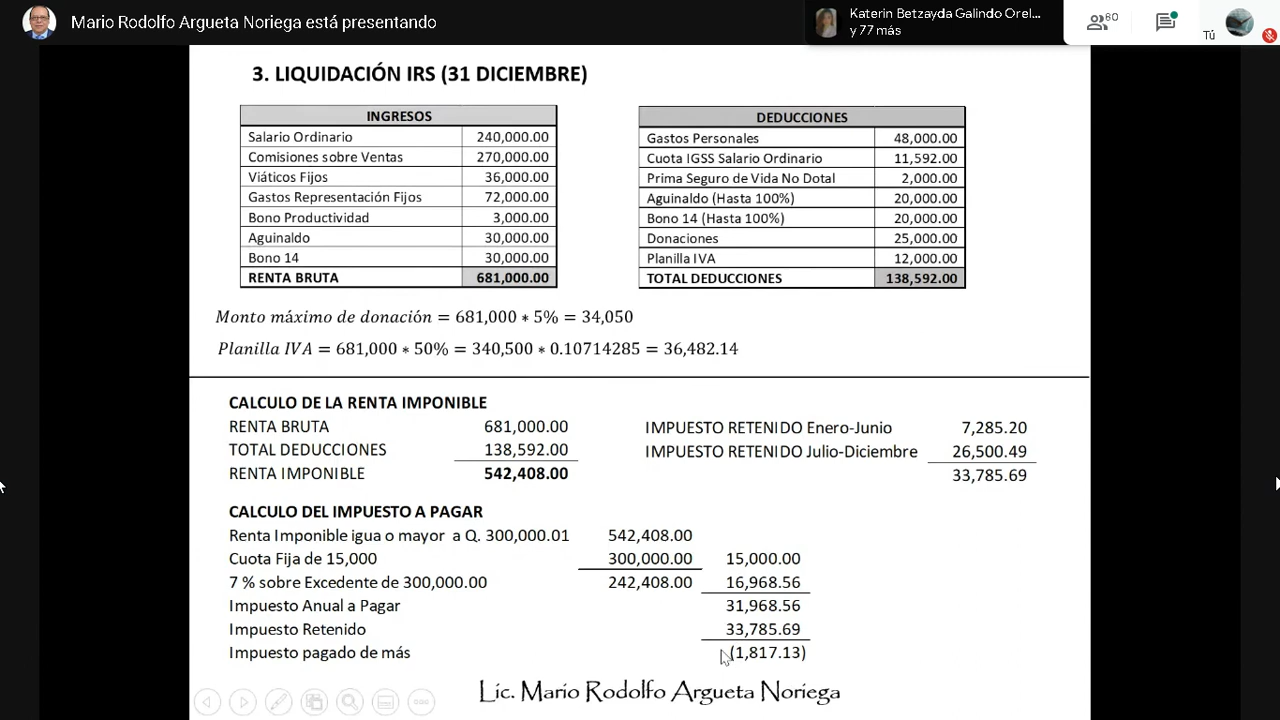 Mario Rodolfo Argueta Noriega está presentando
Katerin Betzayda Galindo Orel...
y 77 más
80
Tú
3. LIQUIDACIÓN IRS (31 DICIEMBRE)
INGRESOS
Salario Ordinario 240,000.00
Comisiones sobre Ventas 270,000.00
Viáticos Fijos 36,000.00
Gastos Representación Fijos 72,000.00
Bono Productividad 3,000.00
Aguinaldo 30,000.00
Bono 14 30,000.00
RENTA BRUTA 681,000.00
DEDUCCIONES
Gastos Personales 48,000.00
Cuota IGSS Salario Ordinario 11,592.00
Prima Seguro de Vida No Dotal 2,000.00
Aguinaldo (Hasta 100%) 20,000.00
Bono 14 (Hasta 100%) 20,000.00
Donaciones 25,000.00
Planilla IVA 12,000.00
TOTAL DEDUCCIONES 138,592.00
Monto máximo de donación = 681,000 * 5% = 34,050
Planilla IVA = 681,000 * 50% = 340,500 * 0.10714285 = 36,482.14
CALCULO DE LA RENTA IMPONIBLE
RENTA BRUTA 681,000.00
TOTAL DEDUCCIONES 138,592.00
RENTA IMPONIBLE 542,408.00
IMPUESTO RETENIDO Enero-Junio 7,285.20
IMPUESTO RETENIDO Julio-Diciembre 26,500.49
33,785.69
CALCULO DEL IMPUESTO A PAGAR
Renta Imponible igua o mayor a Q. 300,000.01 542,408.00
Cuota Fija de 15,000 300,000.00 15,000.00
7 % sobre Excedente de 300,000.00 242,408.00 16,968.56
Impuesto Anual a Pagar 31,968.56
Impuesto Retenido 33,785.69
Impuesto pagado de más (1,817.13)
Lic. Mario Rodolfo Argueta Noriega